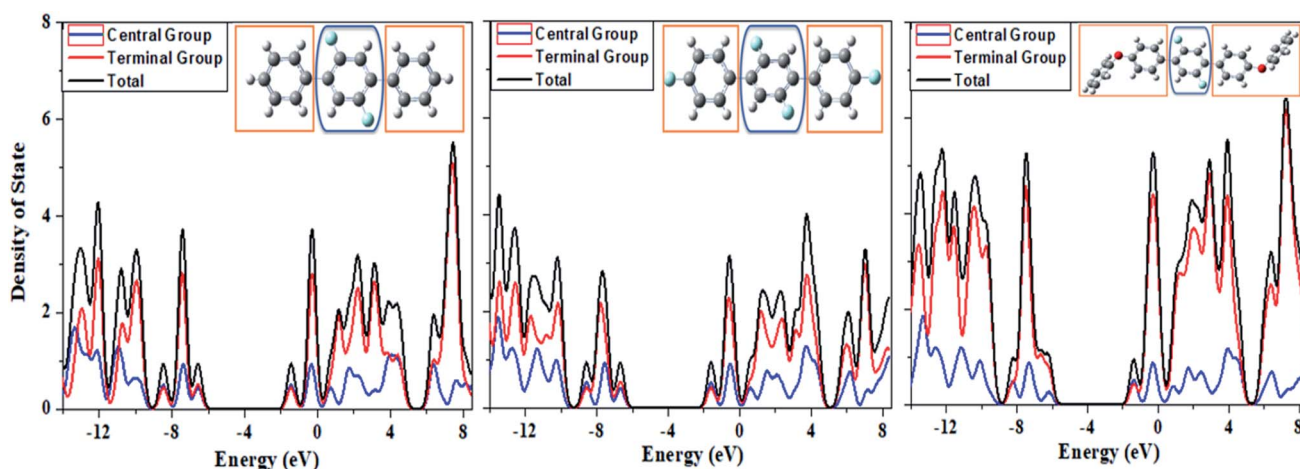 Density of State
8
6
4
2
0
Central Group
Terminal Group
Total
-12 -8 -4 0 4 8
Energy (eV)
Central Group
Terminal Group
Total
-12 -8 -4 0 4 8
Energy (eV)
Central Group
Terminal Group
Total
-12 -8 -4 0 4 8
Energy (eV)